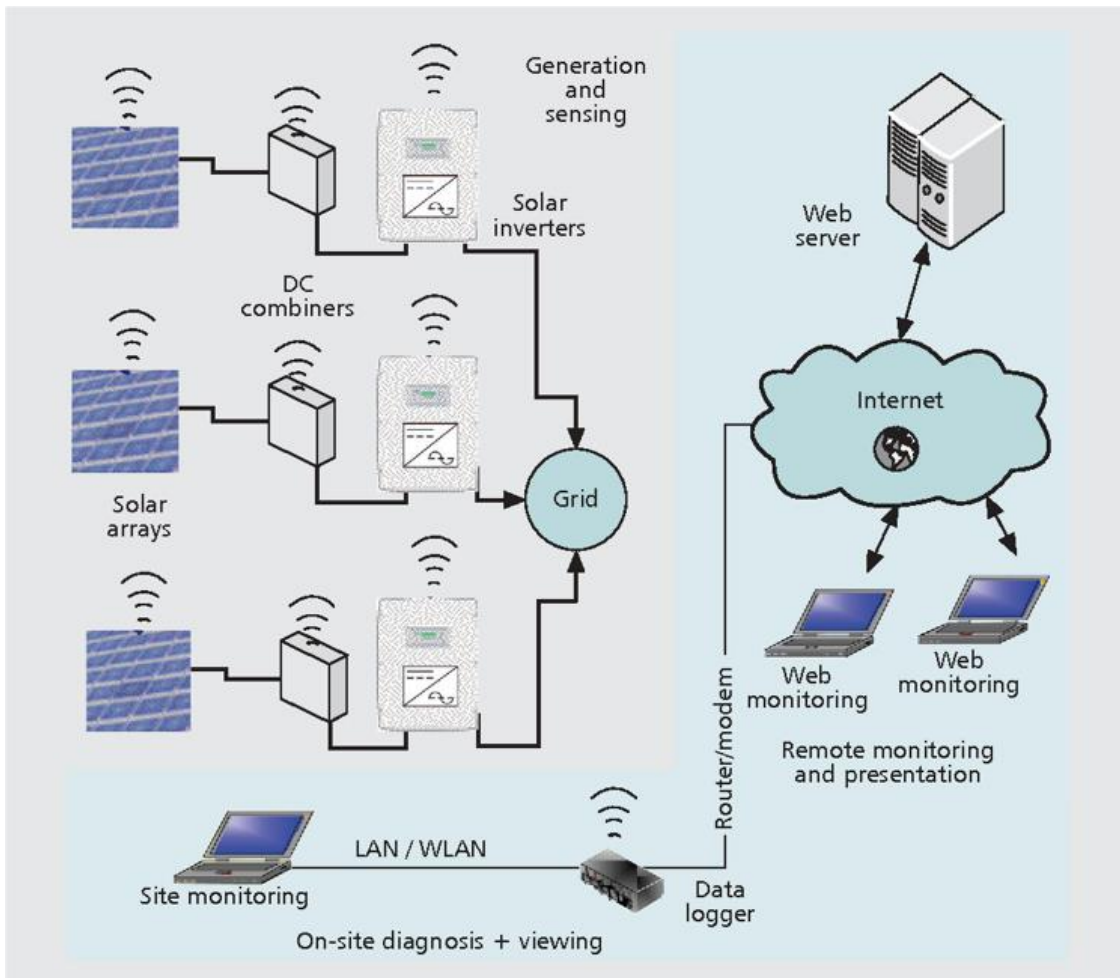 Generation
and
sensing
Solar
inverters
DC
combiners
Solar
arrays
Grid
Web
server
Internet
Web
monitoring
Web
monitoring
Remote monitoring
and presentation
Router/modem
LAN / WLAN
Site monitoring
Data
logger
On-site diagnosis + viewing